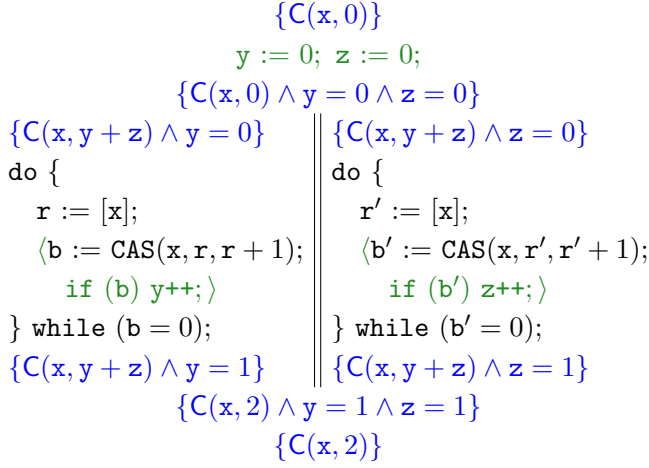 {C(x, 0)}
y := 0; z := 0;
{C(x, 0) ∧ y = 0 ∧ z = 0}
{C(x, y + z) ∧ y = 0}
do {
r := [x];
⟨b := CAS(x, r, r + 1);
if (b) y++; ⟩
} while (b = 0);
{C(x, y + z) ∧ y = 1}
{C(x, y + z) ∧ z = 0}
do {
r′ := [x];
⟨b′ := CAS(x, r′, r′ + 1);
if (b′) z++; ⟩
} while (b′ = 0);
{C(x, y + z) ∧ z = 1}
{C(x, 2) ∧ y = 1 ∧ z = 1}
{C(x, 2)}